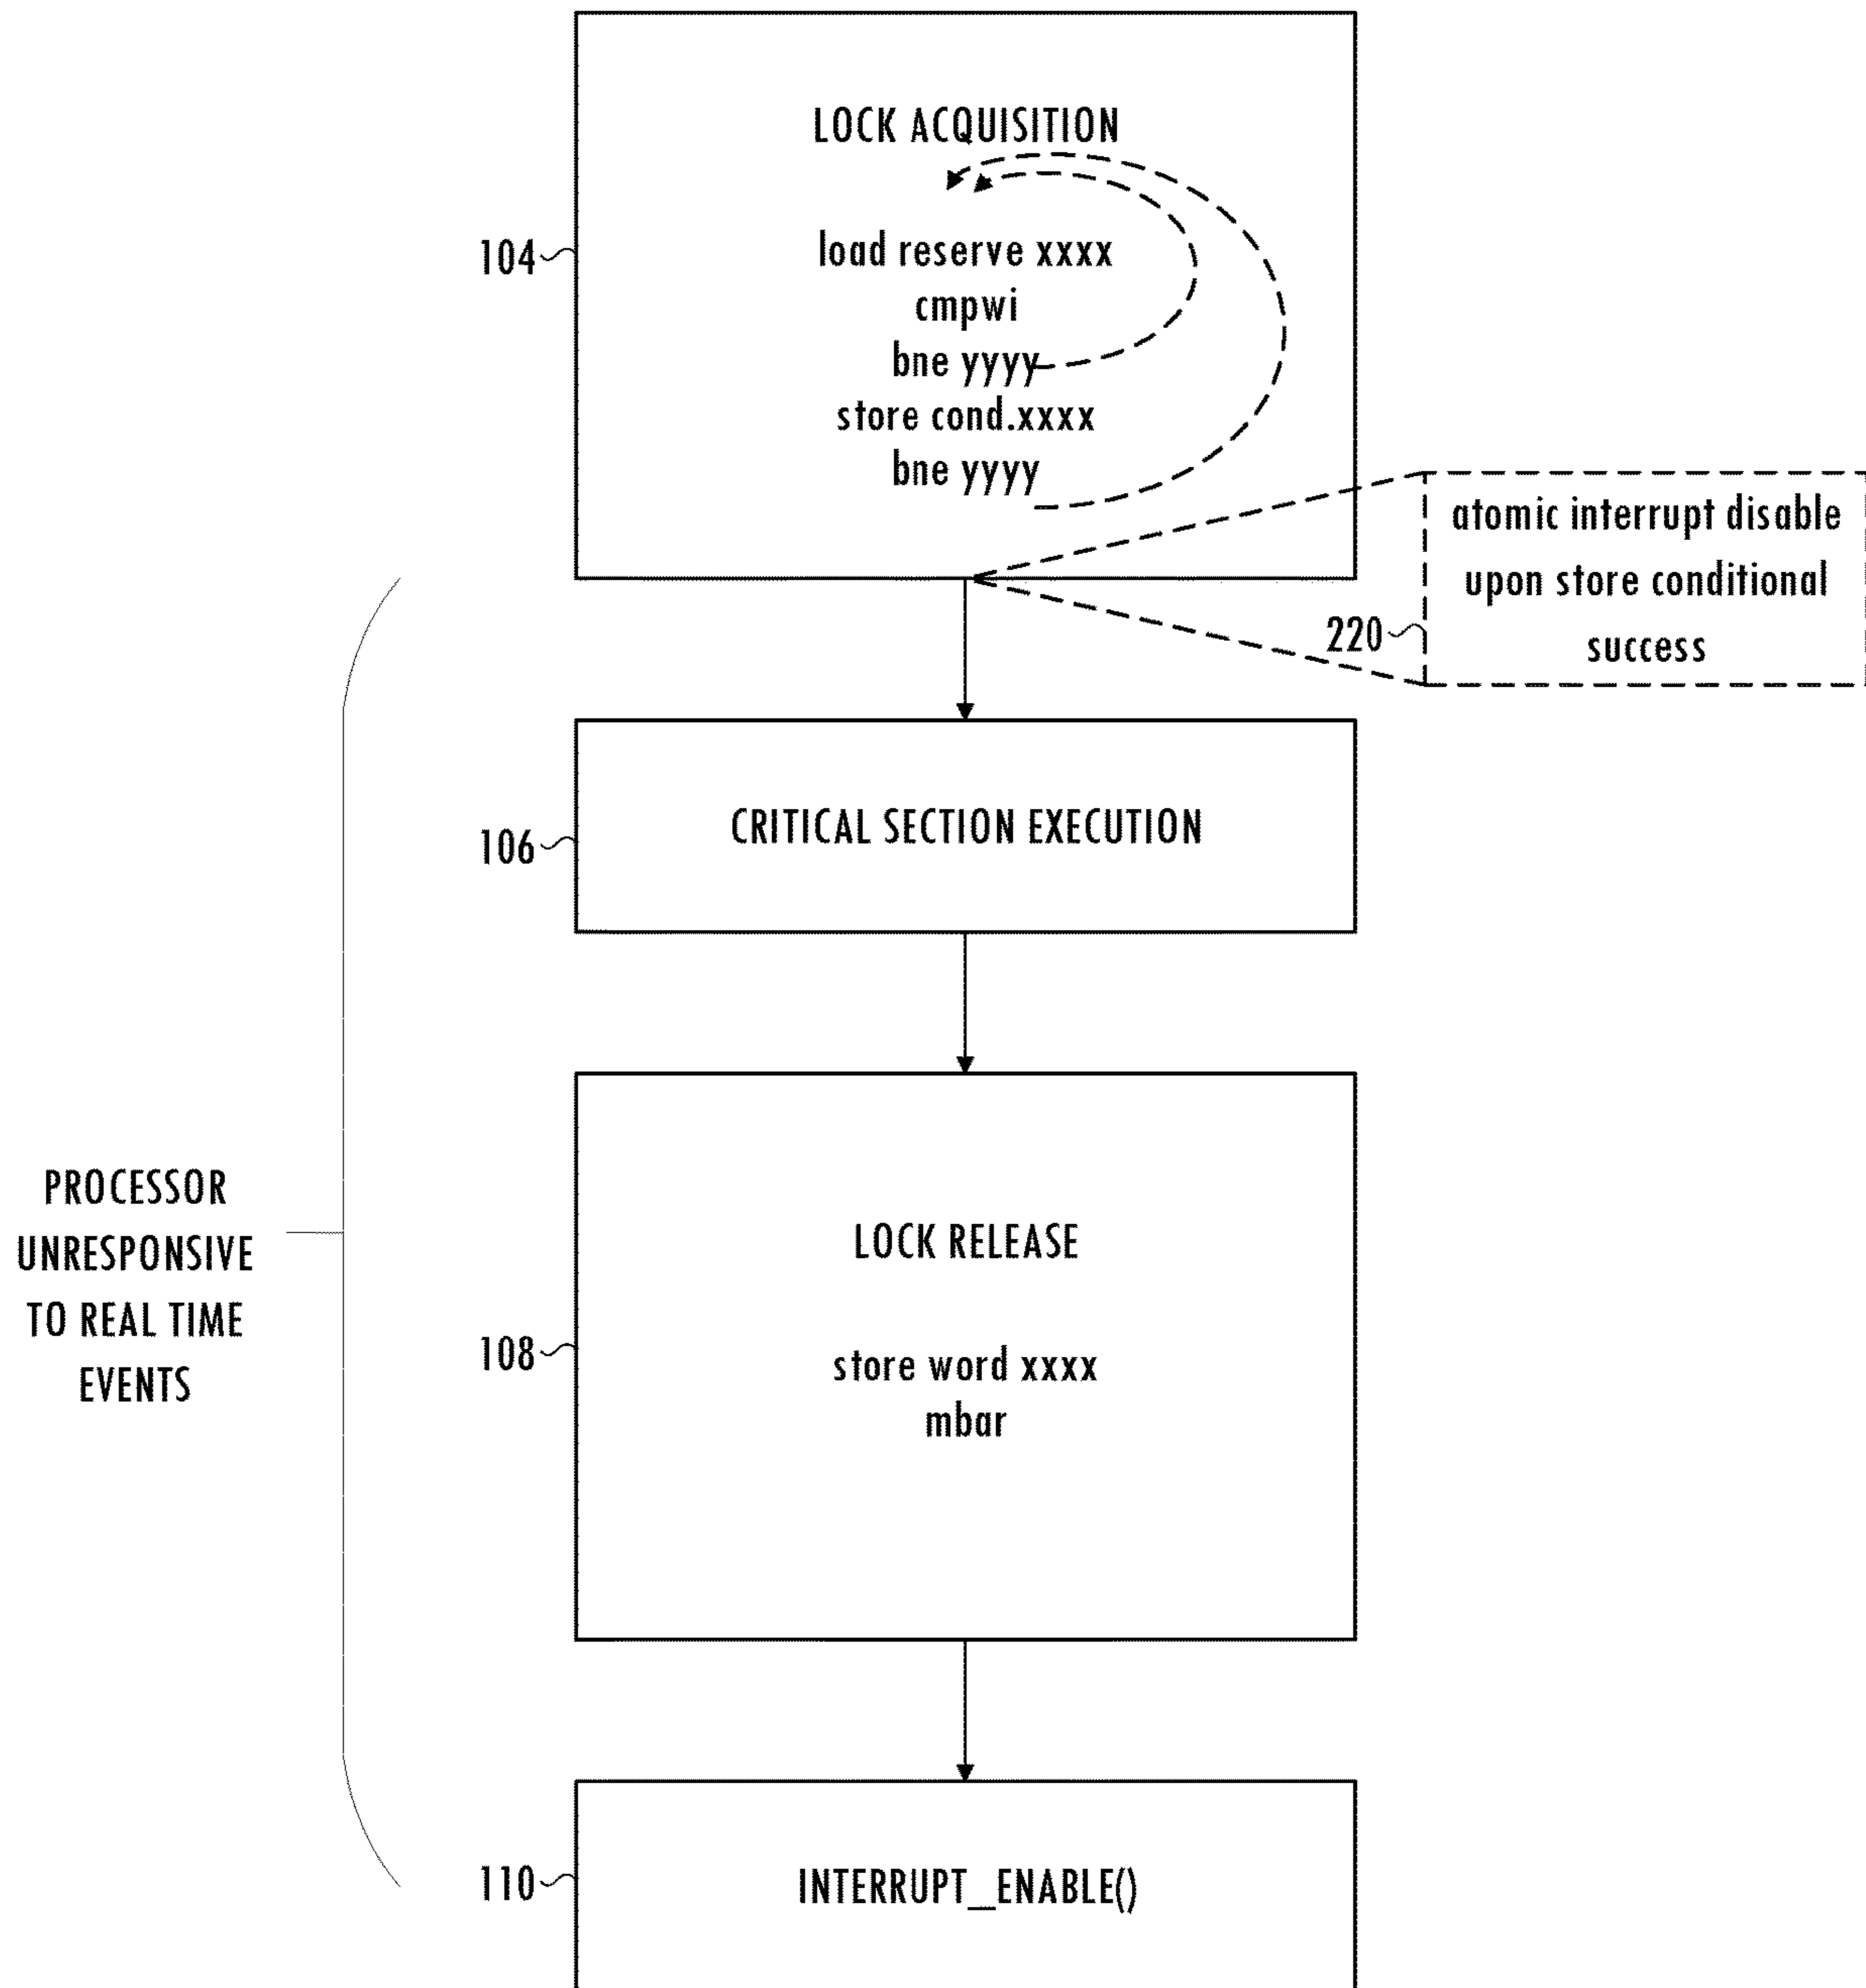 LOCK ACQUISITION
104
load reserve xxxx
cmpwi
bne yyyy
store cond.xxxx
bne yyyy
atomic interrupt disable
upon store conditional
success
220
CRITICAL SECTION EXECUTION
106
PROCESSOR
UNRESPONSIVE
TO REAL TIME
EVENTS
LOCK RELEASE
108
store word xxxx
mbar
110
INTERRUPT_ENABLE()